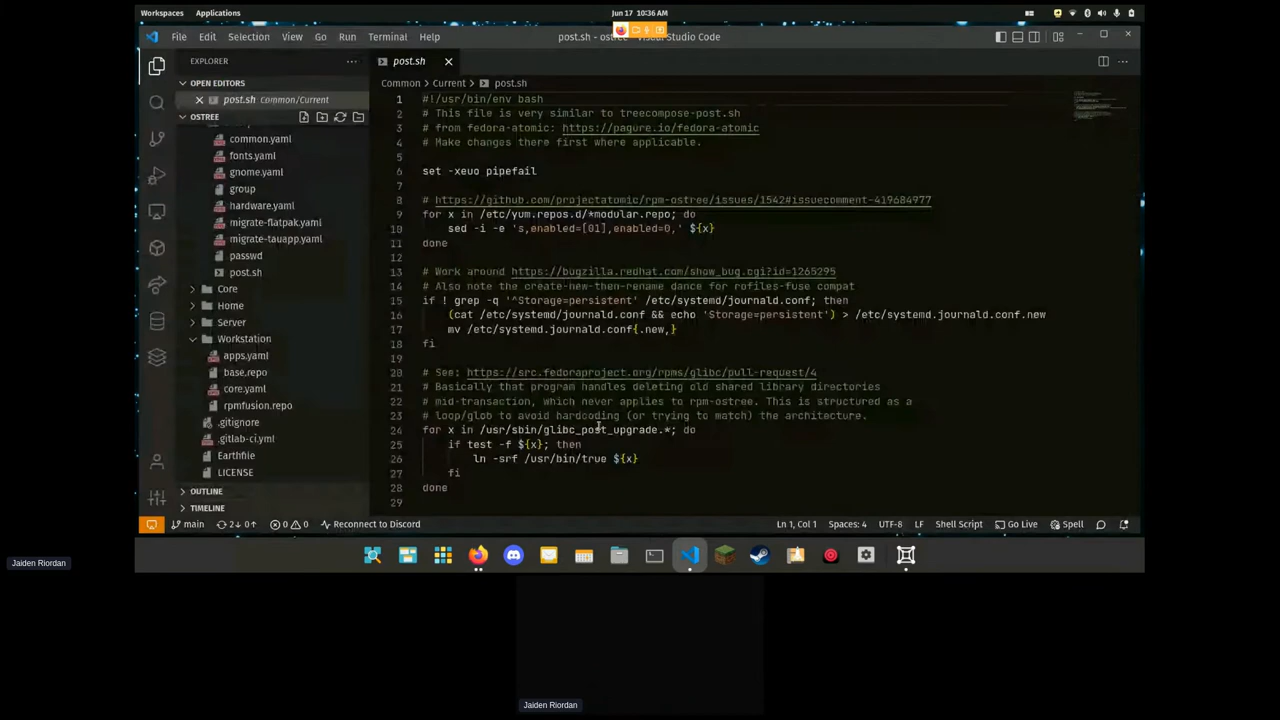 Workspaces Applications Jun 17 10:36 AM
File Edit Selection View Go Run Terminal Help post.sh - ostree - Visual Studio Code
EXPLORER
OPEN EDITORS
post.sh Common/Current
OSTREE
common.yaml
fonts.yaml
gnome.yaml
group
hardware.yaml
migrate-flatpak.yaml
migrate-tauapp.yaml
passwd
post.sh
Core
Home
Server
Workstation
apps.yaml
base.repo
core.yaml
rpmfusion.repo
.gitignore
.gitlab-ci.yml
Earthfile
LICENSE
OUTLINE
TIMELINE
post.sh
Common > Current > post.sh
1 #!/usr/bin/env bash
2 # This file is very similar to treecompose-post.sh
3 # from fedora-atomic: https://pagure.io/fedora-atomic
4 # Make changes there first where applicable.
5
6 set -xeuo pipefail
7
8 # https://github.com/projectatomic/rpm-ostree/issues/1542#issuecomment-419684977
9 for x in /etc/yum.repos.d/*modular.repo; do
10 sed -i -e 's,enabled=[01],enabled=0,' ${x}
11 done
12
13 # Work around https://bugzilla.redhat.com/show_bug.cgi?id=1265295
14 # Also note the create-new-then-rename dance for rofiles-fuse compat
15 if ! grep -q '^Storage=persistent' /etc/systemd/journald.conf; then
16 (cat /etc/systemd/journald.conf && echo 'Storage=persistent') > /etc/systemd.journald.conf.new
17 mv /etc/systemd.journald.conf{.new,}
18 fi
19
20 # See: https://src.fedoraproject.org/rpms/glibc/pull-request/4
21 # Basically that program handles deleting old shared library directories
22 # mid-transaction, which never applies to rpm-ostree. This is structured as a
23 # loop/glob to avoid hardcoding (or trying to match) the architecture.
24 for x in /usr/sbin/glibc_post_upgrade.*; do
25 if test -f ${x}; then
26 ln -srf /usr/bin/true ${x}
27 fi
28 done
29
main 2↓ 0↑ 0 0 Reconnect to Discord Ln 1, Col 1 Spaces: 4 UTF-8 LF Shell Script Go Live Spell
Jaiden Riordan
Jaiden Riordan